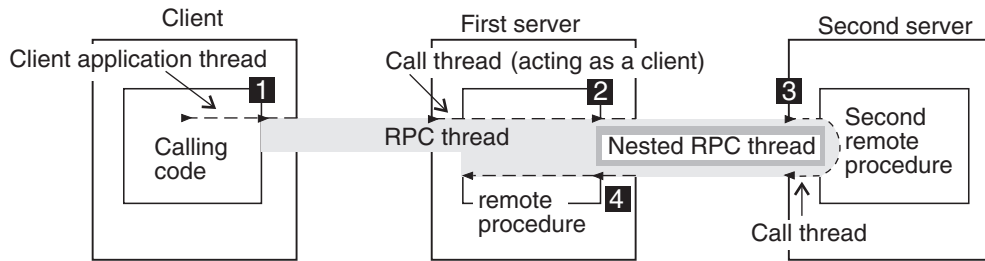 Client
First server
Second server
Client application thread
Call thread (acting as a client)
1
2
3
RPC thread
Nested RPC thread
Calling
code
Second
remote
procedure
remote
procedure
4
Call thread